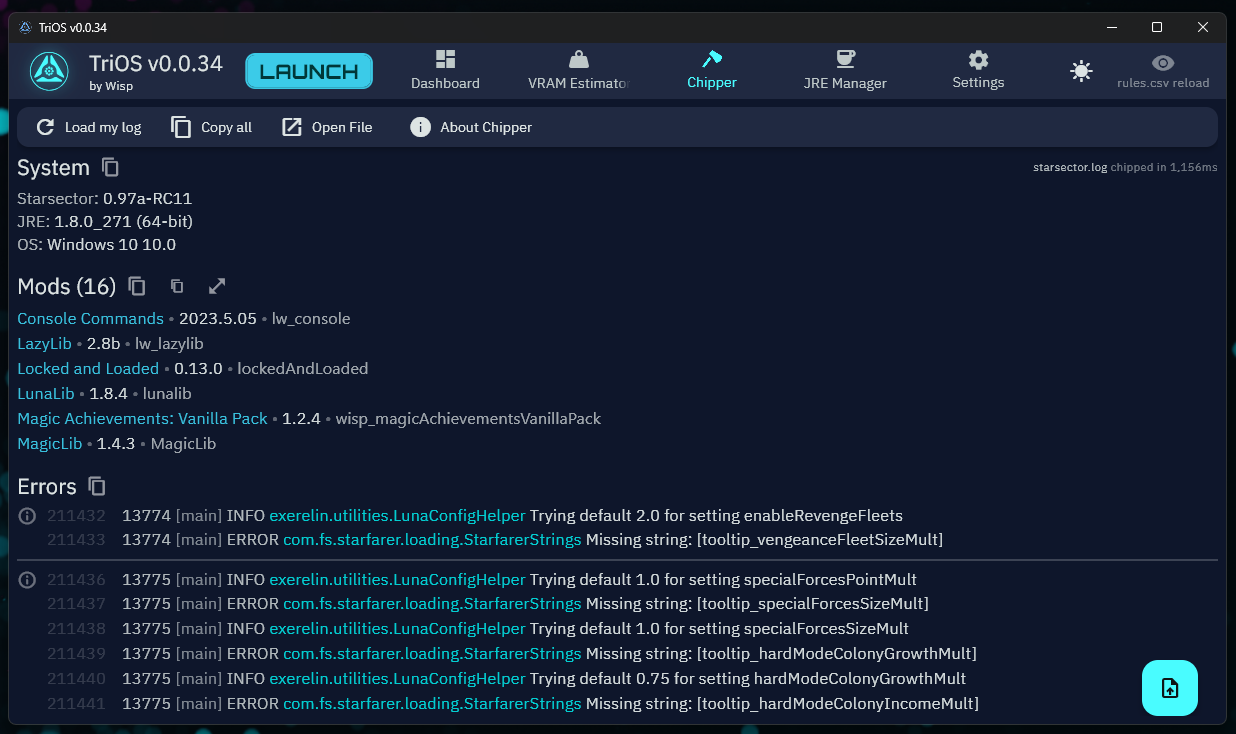 TriOS v0.0.34
TriOS v0.0.34
by Wisp
LAUNCH
Dashboard
VRAM Estimator
Chipper
JRE Manager
Settings
rules.csv reload
Load my log
Copy all
Open File
About Chipper
System
starsector.log chipped in 1,156ms
Starsector: 0.97a-RC11
JRE: 1.8.0_271 (64-bit)
OS: Windows 10 10.0
Mods (16)
Console Commands • 2023.5.05 • lw_console
LazyLib • 2.8b • lw_lazylib
Locked and Loaded • 0.13.0 • lockedAndLoaded
LunaLib • 1.8.4 • lunalib
Magic Achievements: Vanilla Pack • 1.2.4 • wisp_magicAchievementsVanillaPack
MagicLib • 1.4.3 • MagicLib
Errors
211432 13774 [main] INFO exerelin.utilities.LunaConfigHelper Trying default 2.0 for setting enableRevengeFleets
211433 13774 [main] ERROR com.fs.starfarer.loading.StarfarerStrings Missing string: [tooltip_vengeanceFleetSizeMult]
211436 13775 [main] INFO exerelin.utilities.LunaConfigHelper Trying default 1.0 for setting specialForcesPointMult
211437 13775 [main] ERROR com.fs.starfarer.loading.StarfarerStrings Missing string: [tooltip_specialForcesSizeMult]
211438 13775 [main] INFO exerelin.utilities.LunaConfigHelper Trying default 1.0 for setting specialForcesSizeMult
211439 13775 [main] ERROR com.fs.starfarer.loading.StarfarerStrings Missing string: [tooltip_hardModeColonyGrowthMult]
211440 13775 [main] INFO exerelin.utilities.LunaConfigHelper Trying default 0.75 for setting hardModeColonyGrowthMult
211441 13775 [main] ERROR com.fs.starfarer.loading.StarfarerStrings Missing string: [tooltip_hardModeColonyIncomeMult]